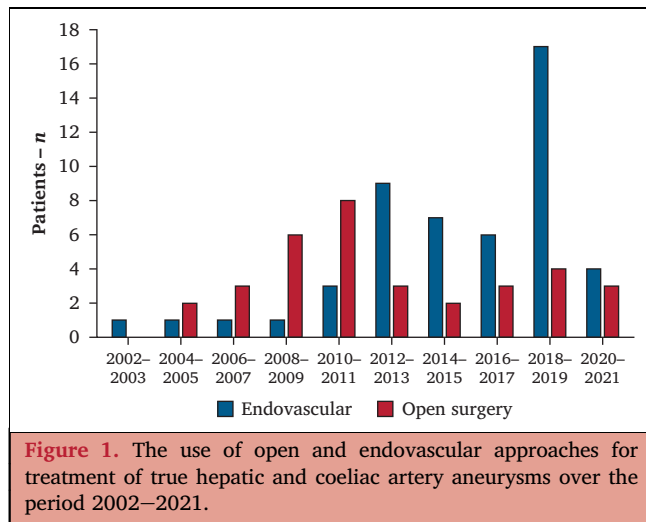 18
16
14
12
10
8
6
4
2
0
Patients – n
2002– 2004– 2006– 2008– 2010– 2012– 2014– 2016– 2018– 2020–
2003 2005 2007 2009 2011 2013 2015 2017 2019 2021
Endovascular Open surgery
Figure 1. The use of open and endovascular approaches for
treatment of true hepatic and coeliac artery aneurysms over the
period 2002–2021.